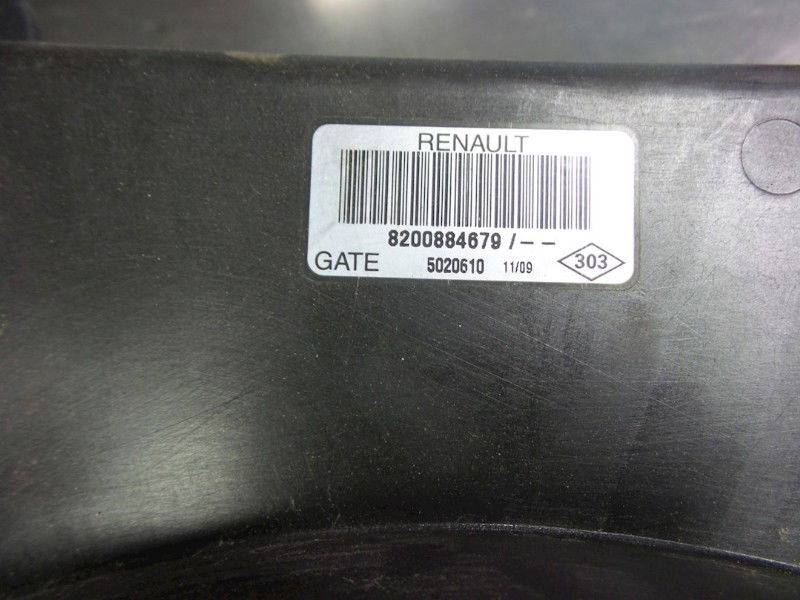 RENAULT
8200884679 / - -
GATE 5020610 11/09 303